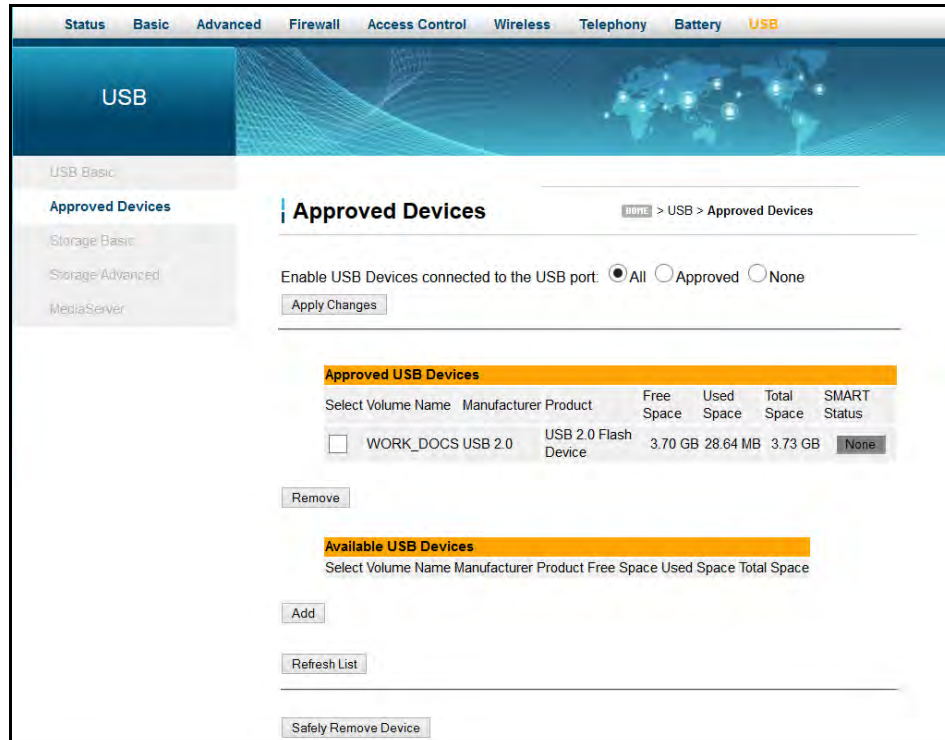 Status Basic Advanced Firewall Access Control Wireless Telephony Battery USB
USB
USB Basic
Approved Devices
Storage Basic
Storage Advanced
MediaServer
Approved Devices
HOME > USB > Approved Devices
Enable USB Devices connected to the USB port: All Approved None
Apply Changes
Approved USB Devices
Select Volume Name Manufacturer Product Free Space Used Space Total Space SMART Status
WORK_DOCS USB 2.0 USB 2.0 Flash Device 3.70 GB 28.64 MB 3.73 GB None
Remove
Available USB Devices
Select Volume Name Manufacturer Product Free Space Used Space Total Space
Add
Refresh List
Safely Remove Device